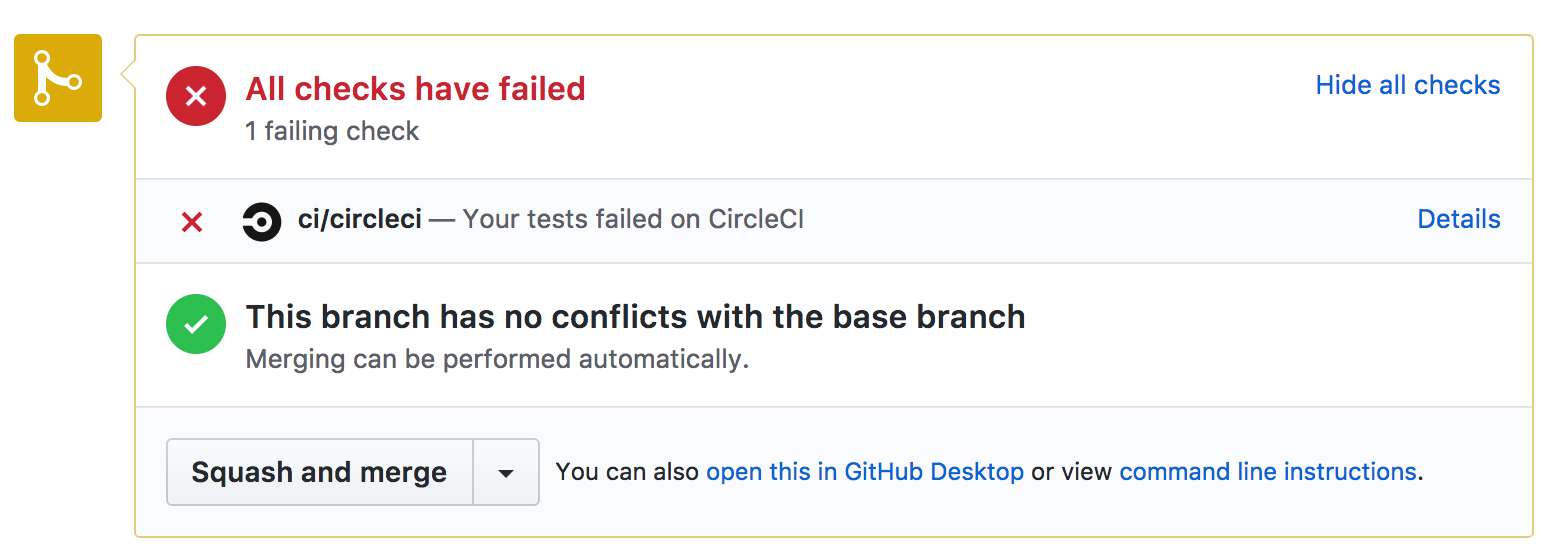 All checks have failed
Hide all checks
1 failing check
ci/circleci — Your tests failed on CircleCI
Details
This branch has no conflicts with the base branch
Merging can be performed automatically.
Squash and merge
You can also open this in GitHub Desktop or view command line instructions.